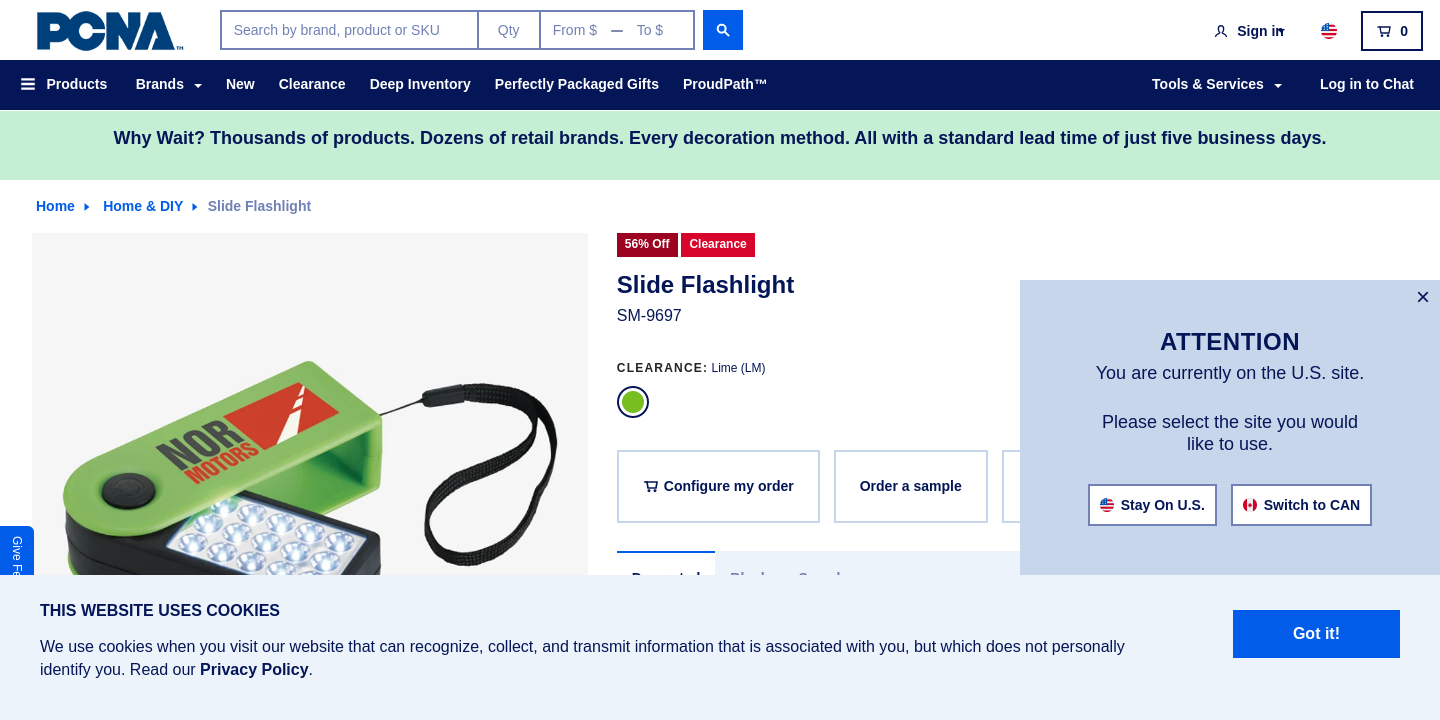 PCNA™
Search by brand, product or SKU
Qty
From $ — To $
Sign in
0
Products
Brands
New
Clearance
Deep Inventory
Perfectly Packaged Gifts
ProudPath™
Tools & Services
Log in to Chat
Why Wait? Thousands of products. Dozens of retail brands. Every decoration method. All with a standard lead time of just five business days.
Home
Home & DIY
Slide Flashlight
56% Off
Clearance
Slide Flashlight
SM-9697
CLEARANCE: Lime (LM)
Configure my order
Order a sample
NOR
MOTORS
×
ATTENTION
You are currently on the U.S. site.
Please select the site you would
like to use.
Stay On U.S.
Switch to CAN
Give
THIS WEBSITE USES COOKIES
We use cookies when you visit our website that can recognize, collect, and transmit information that is associated with you, but which does not personally
identify you. Read our Privacy Policy.
Got it!